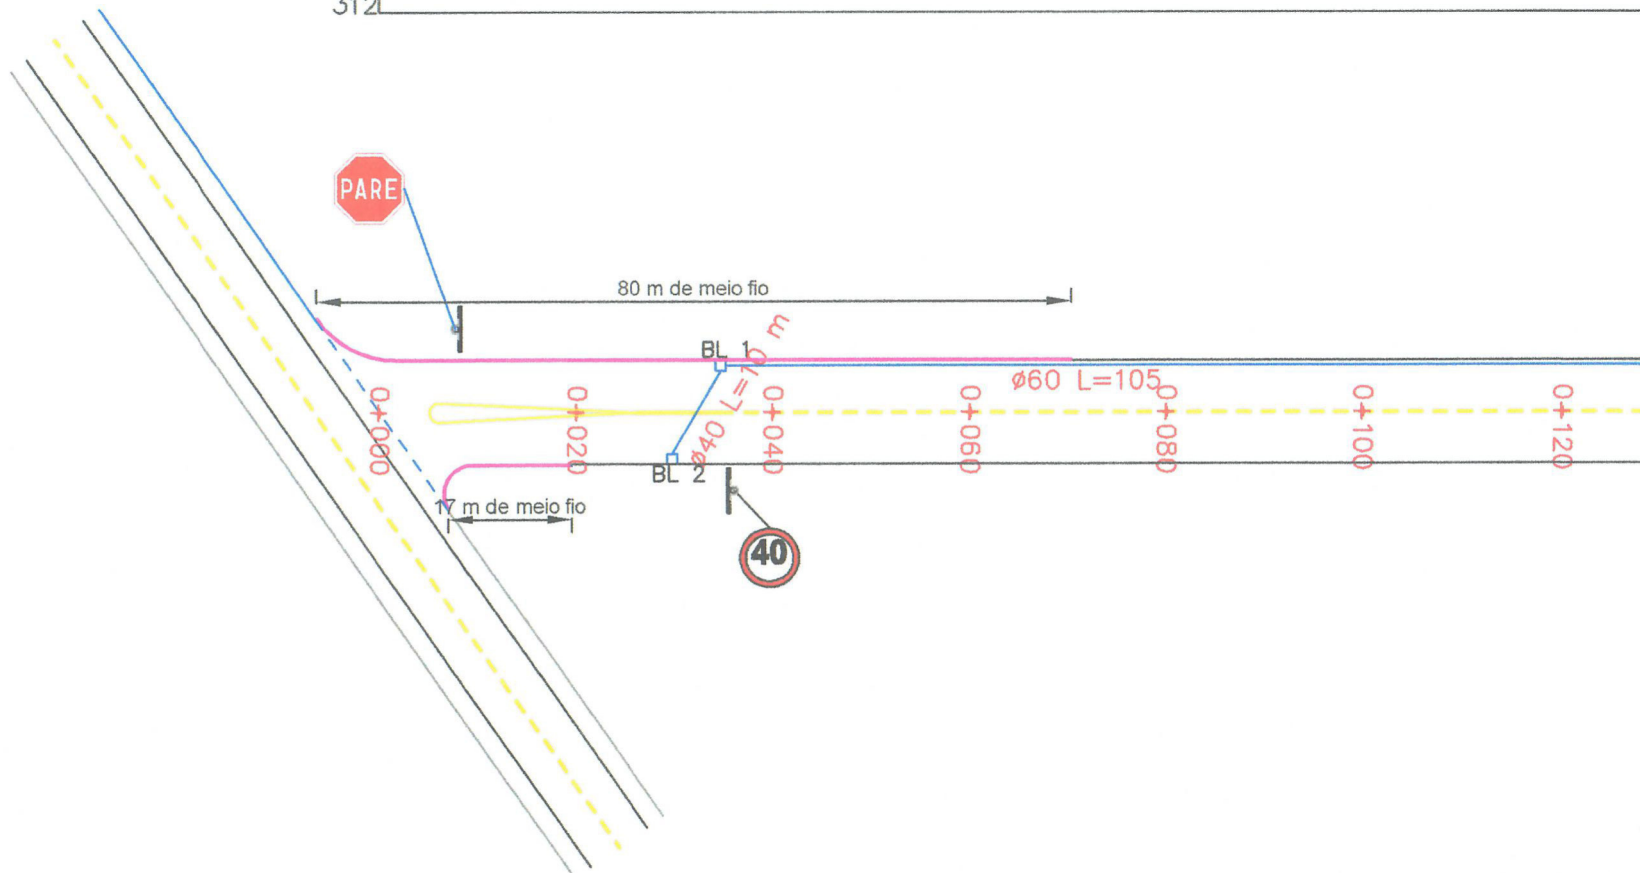 312
PARE
80 m de meio fio
BL 1
ø40 L=10 m
ø60 L=105
0+000
0+020
0+040
0+060
0+080
0+100
0+120
BL 2
17 m de meio fio
40